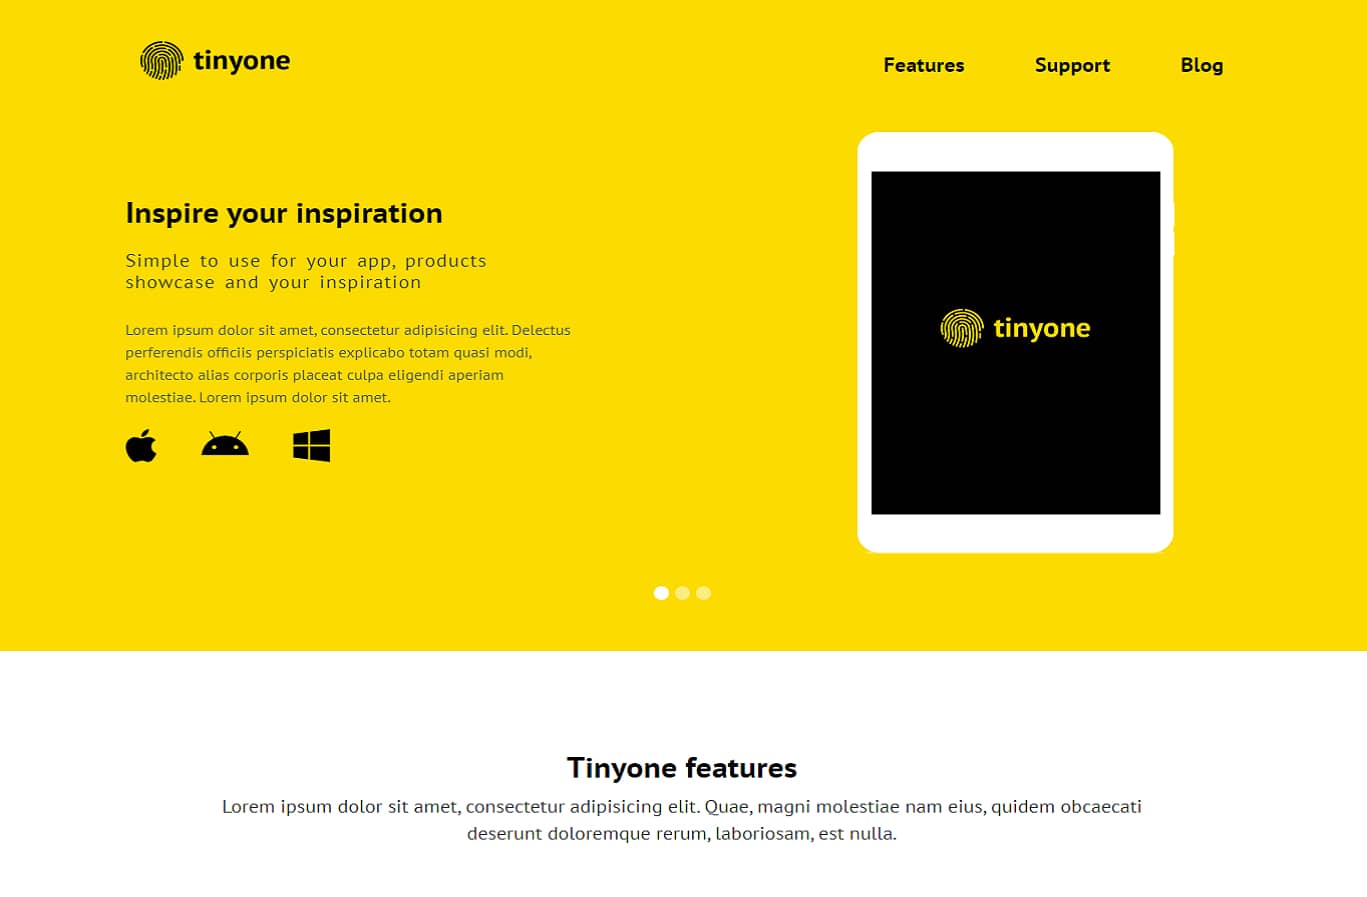 tinyone
Features
Support
Blog
Inspire your inspiration
Simple to use for your app, products
showcase and your inspiration
Lorem ipsum dolor sit amet, consectetur adipisicing elit. Delectus
perferendis officiis perspiciatis explicabo totam quasi modi,
architecto alias corporis placeat culpa eligendi aperiam
molestiae. Lorem ipsum dolor sit amet.
tinyone
Tinyone features
Lorem ipsum dolor sit amet, consectetur adipisicing elit. Quae, magni molestiae nam eius, quidem obcaecati
deserunt doloremque rerum, laboriosam, est nulla.